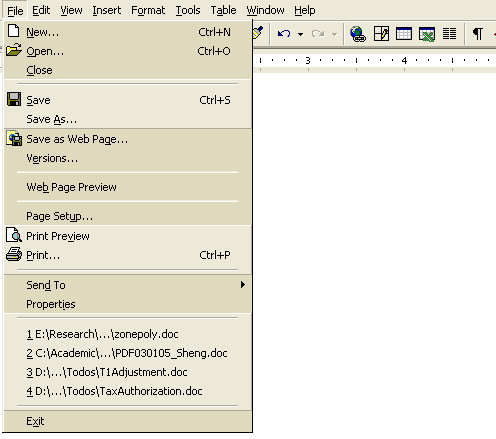 File Edit View Insert Format Tools Table Window Help
New... Ctrl+N
Open... Ctrl+O
Close
Save Ctrl+S
Save As...
Save as Web Page...
Versions...
Web Page Preview
Page Setup...
Print Preview
Print... Ctrl+P
Send To
Properties
1 E:\Research\...\zonepoly.doc
2 C:\Academic\...\PDF030105_Sheng.doc
3 D:\...\Todos\T1Adjustment.doc
4 D:\...\Todos\TaxAuthorization.doc
Exit
¶
3 4